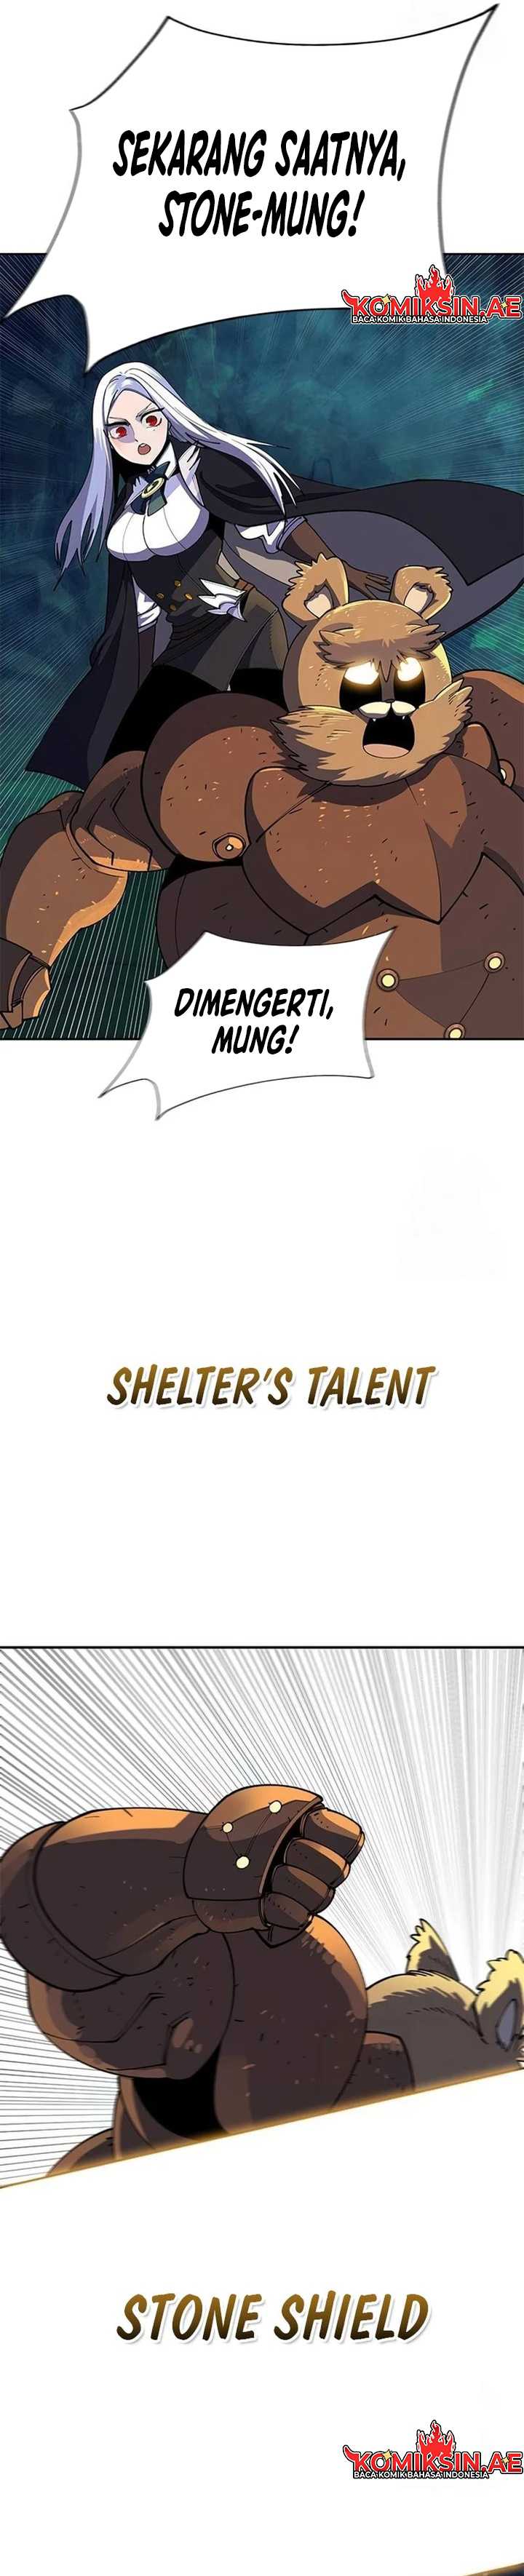 SEKARANG SAATNYA,
STONE-MUNG!
KOMIKSIN.AE
BACA KOMIK BAHASA INDONESIA
DIMENGERTI,
MUNG!
SHELTER'S TALENT
STONE SHIELD
KOMIKSIN.AE
BACA KOMIK BAHASA INDONESIA